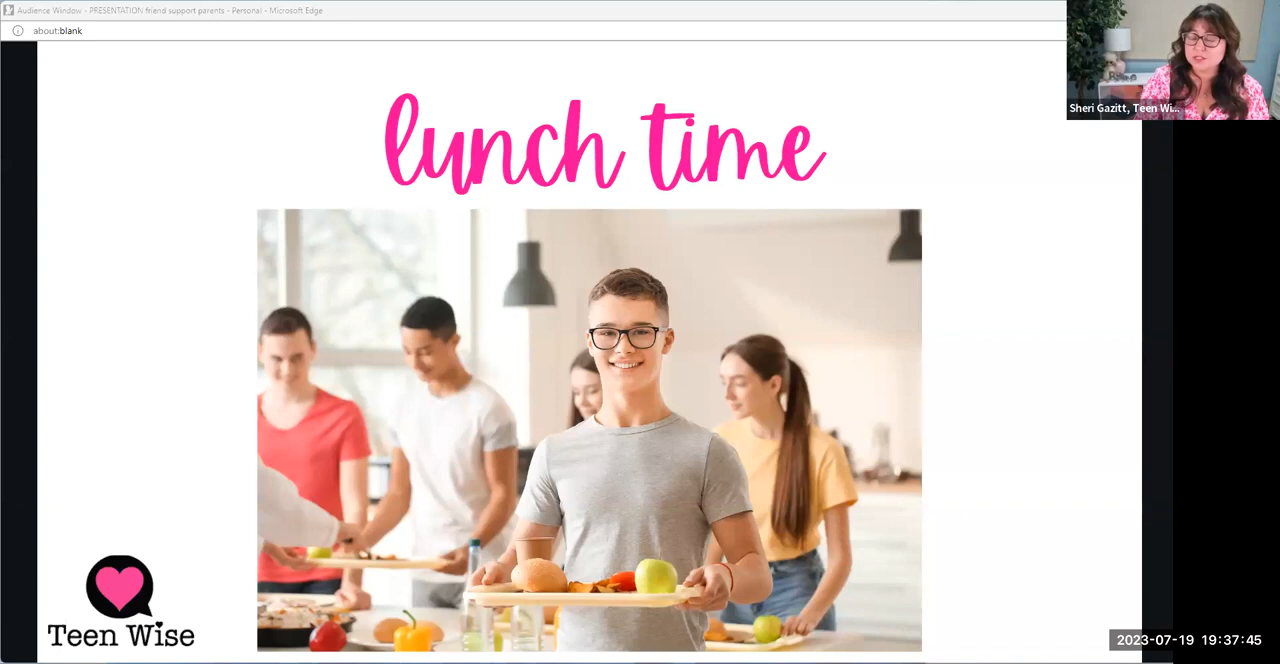 Audience Window - PRESENTATION friend support parents - Personal - Microsoft Edge
about:blank
Sheri Gazitt, Teen Wi...
lunch time
Teen Wise
2023-07-19 19:37:45